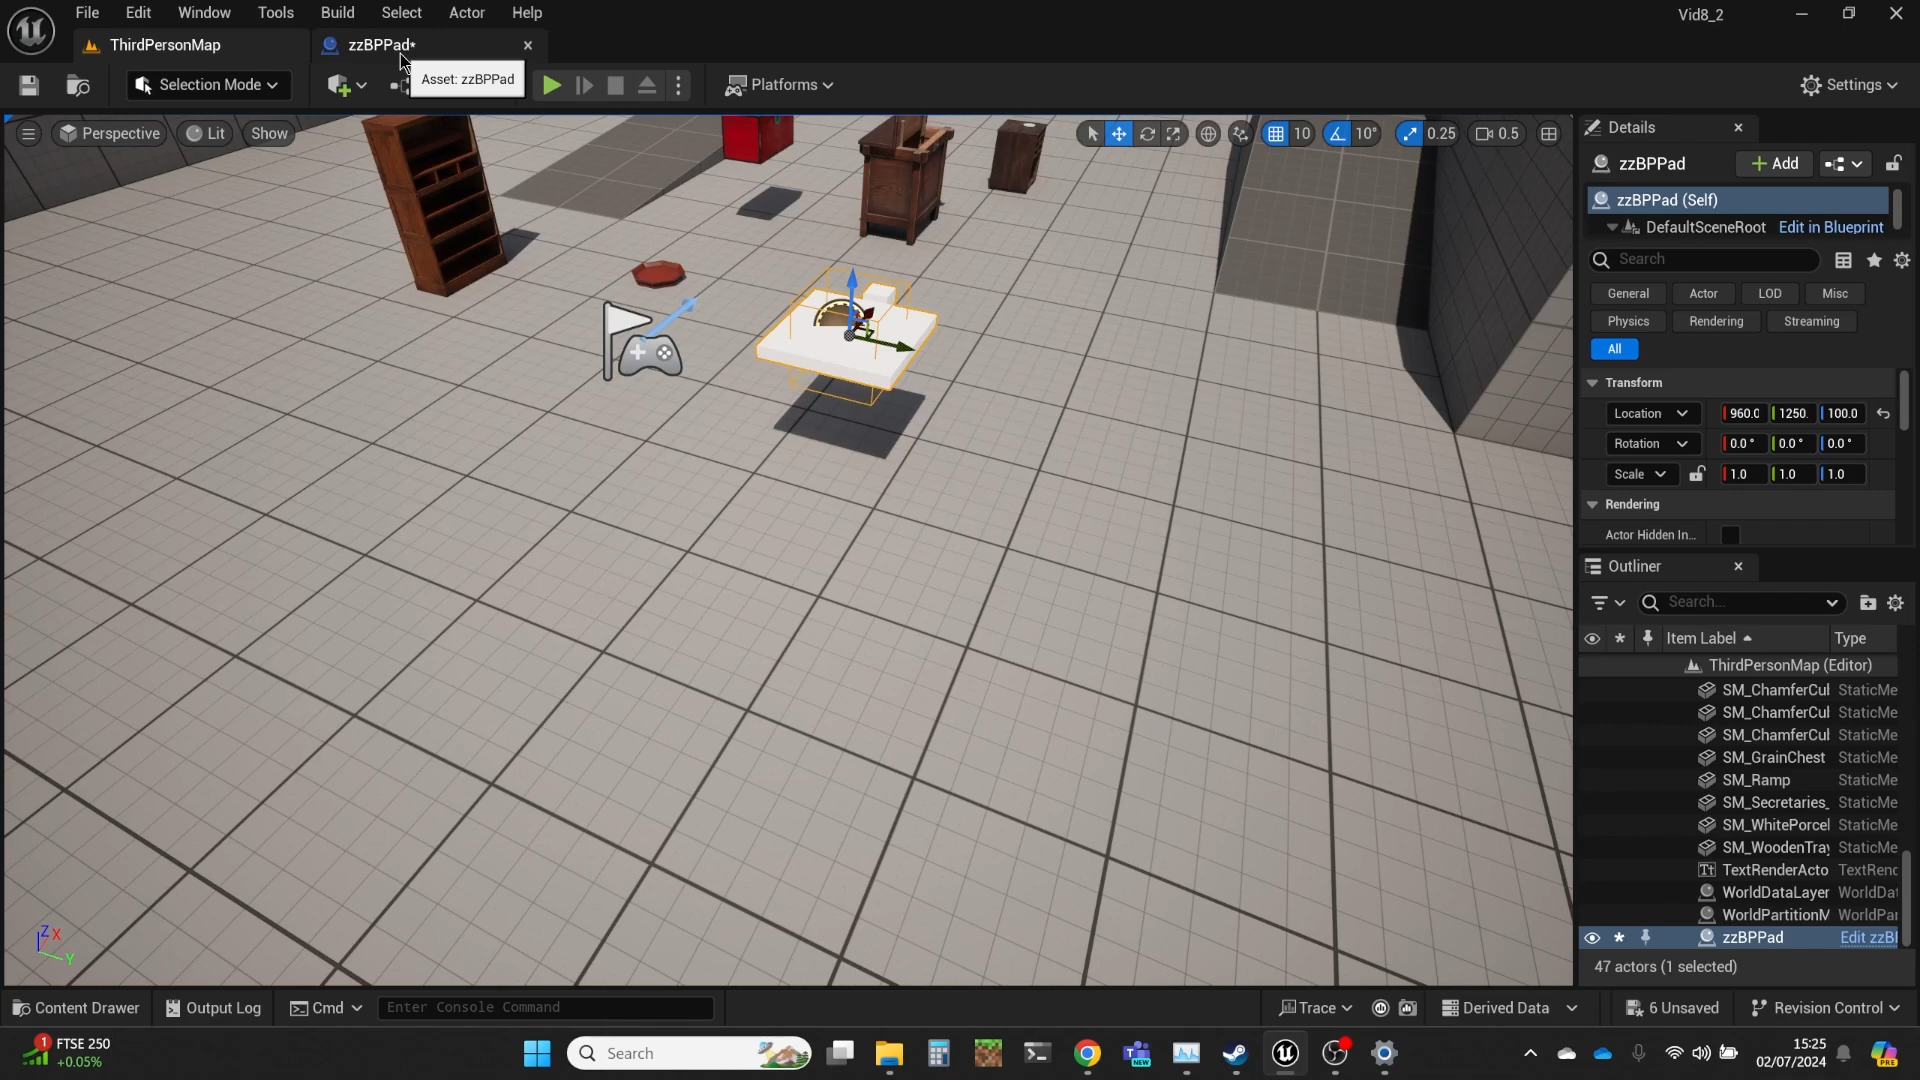 File Edit Window Tools Build Select Actor Help
Vid8_2
ThirdPersonMap
zzBPPad*
Asset: zzBPPad
Selection Mode
Platforms
Settings
Perspective
Lit
Show
10
10°
0.25
0.5
Details
zzBPPad
Add
zzBPPad (Self)
DefaultSceneRoot Edit in Blueprint
Search
General Actor LOD Misc
Physics Rendering Streaming
All
Transform
Location 960.0 1250. 100.0
Rotation 0.0 ° 0.0 ° 0.0 °
Scale 1.0 1.0 1.0
Rendering
Actor Hidden In...
Outliner
Search...
Item Label Type
ThirdPersonMap (Editor)
SM_ChamferCul StaticMe
SM_ChamferCul StaticMe
SM_ChamferCul StaticMe
SM_GrainChest StaticMe
SM_Ramp StaticMe
SM_Secretaries_ StaticMe
SM_WhitePorcel StaticMe
SM_WoodenTray StaticMe
TextRenderActo TextRend
WorldDataLayer WorldDat
WorldPartitionM WorldPar
zzBPPad Edit zzBI
47 actors (1 selected)
Z X
Y
Content Drawer
Output Log
Cmd
Enter Console Command
Trace
Derived Data
6 Unsaved
Revision Control
1
FTSE 250
+0.05%
Search
NEW
15:25
02/07/2024
PRE